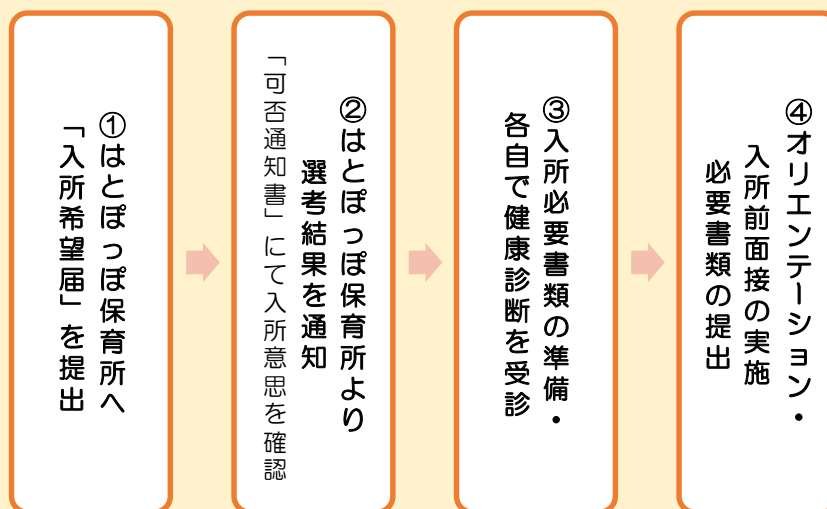 ①はとぽっぽ保育所へ
「入所希望届」を提出
②はとぽっぽ保育所より
選考結果を通知
「可否通知書」にて入所意思を確認
③入所必要書類の準備・
各自で健康診断を受診
④オリエンテーション・
入所前面接の実施
必要書類の提出